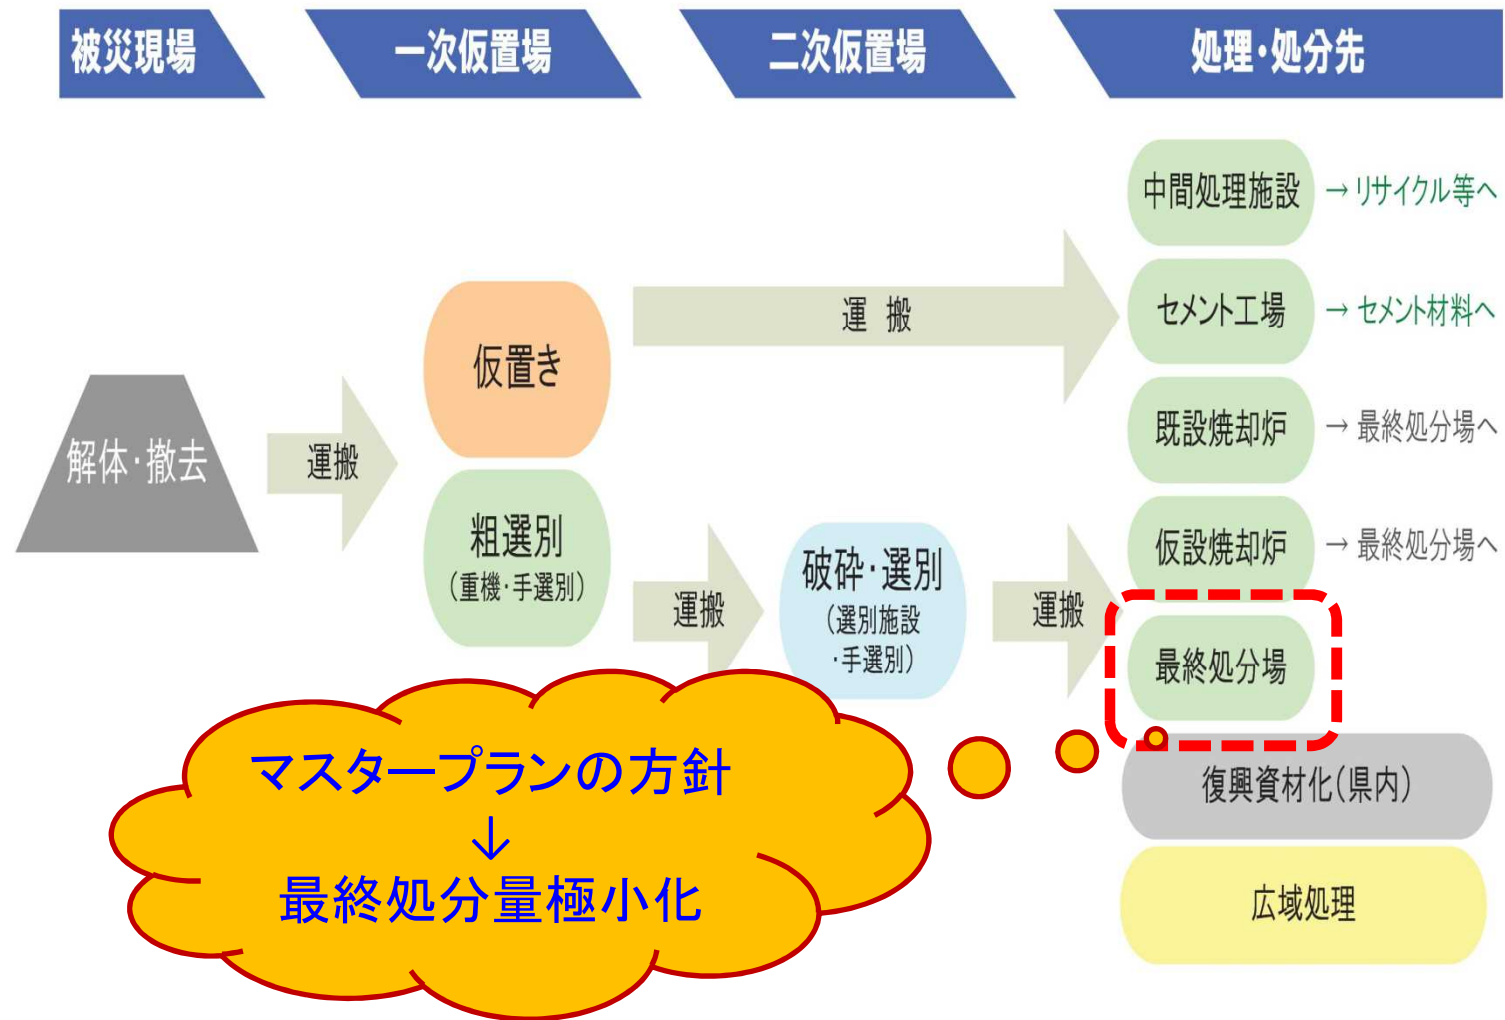 被災現場
一次仮置場
二次仮置場
処理・処分先
解体・撤去
運搬
仮置き
粗選別
（重機・手選別）
運 搬
運搬
破砕・選別
（選別施設
・手選別）
運搬
中間処理施設 → リサイクル等へ
セメント工場 → セメント材料へ
既設焼却炉 → 最終処分場へ
仮設焼却炉 → 最終処分場へ
最終処分場
復興資材化（県内）
広域処理
マスタープランの方針
↓
最終処分量極小化